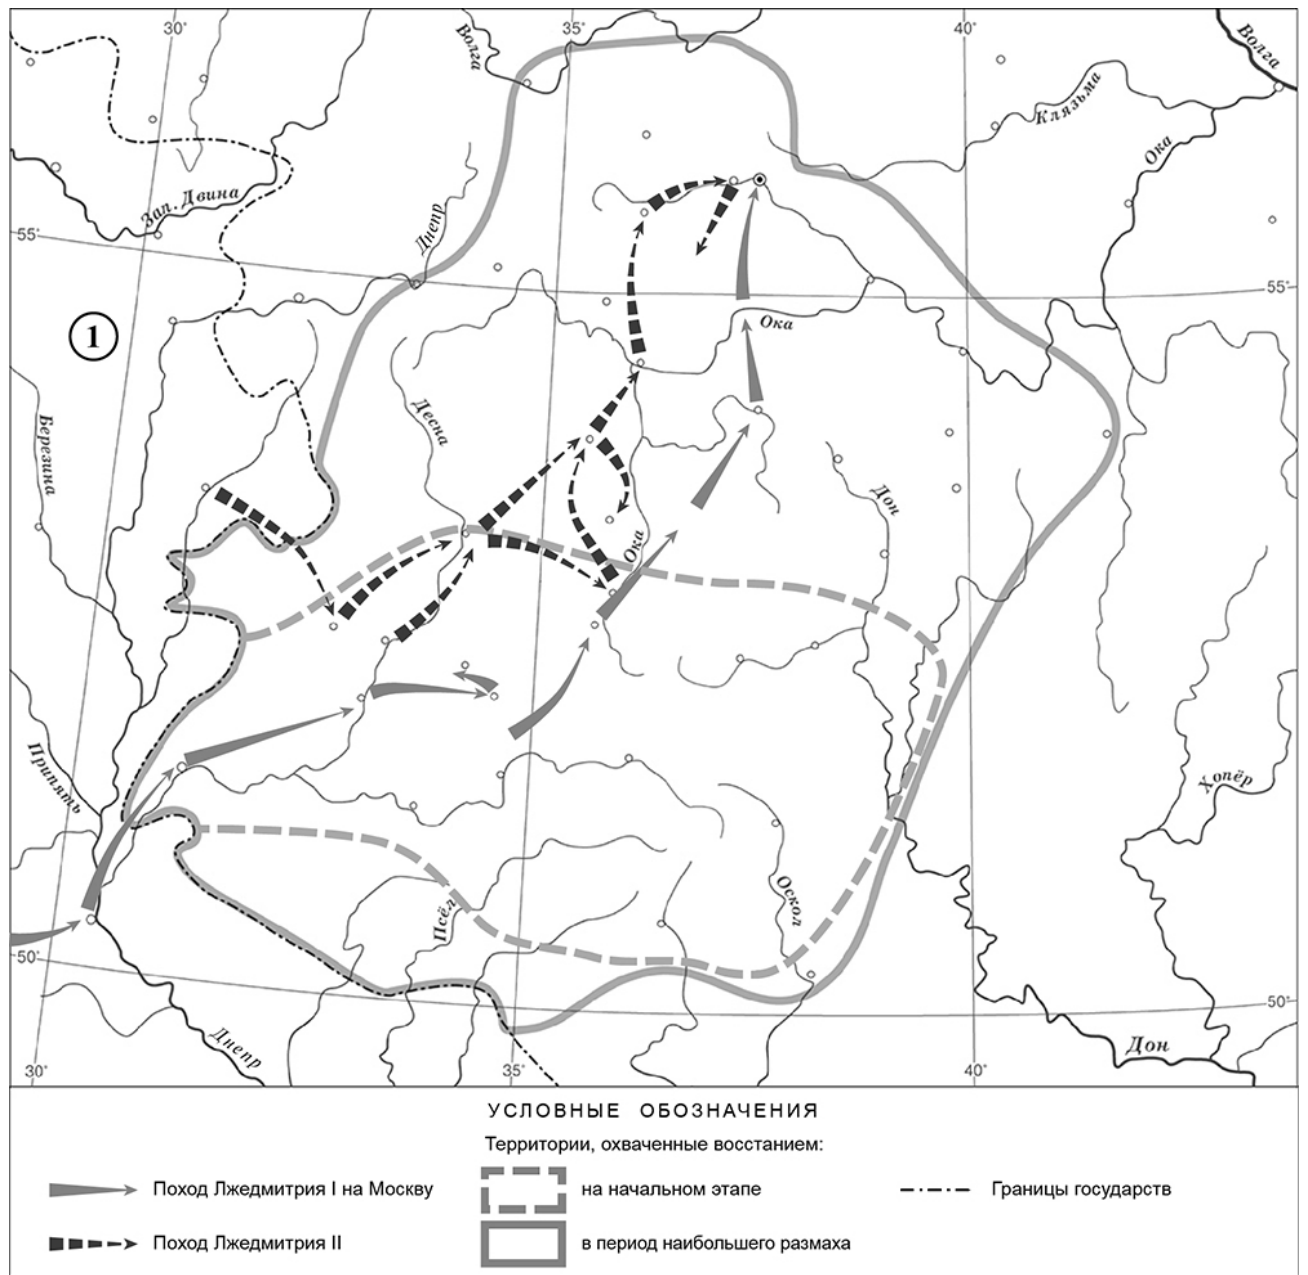 30°
35°
40°
Волга
Волга
Клязьма
Ока
Зап. Двина
Днепр
55°
55°
1
Ока
Десна
Березина
Дон
Ока
Припять
Хопёр
Оскол
Псёл
50°
50°
Днепр
Дон
30°
35°
40°
УСЛОВНЫЕ ОБОЗНАЧЕНИЯ
Территории, охваченные восстанием:
Поход Лжедмитрия I на Москву
на начальном этапе
Границы государств
Поход Лжедмитрия II
в период наибольшего размаха